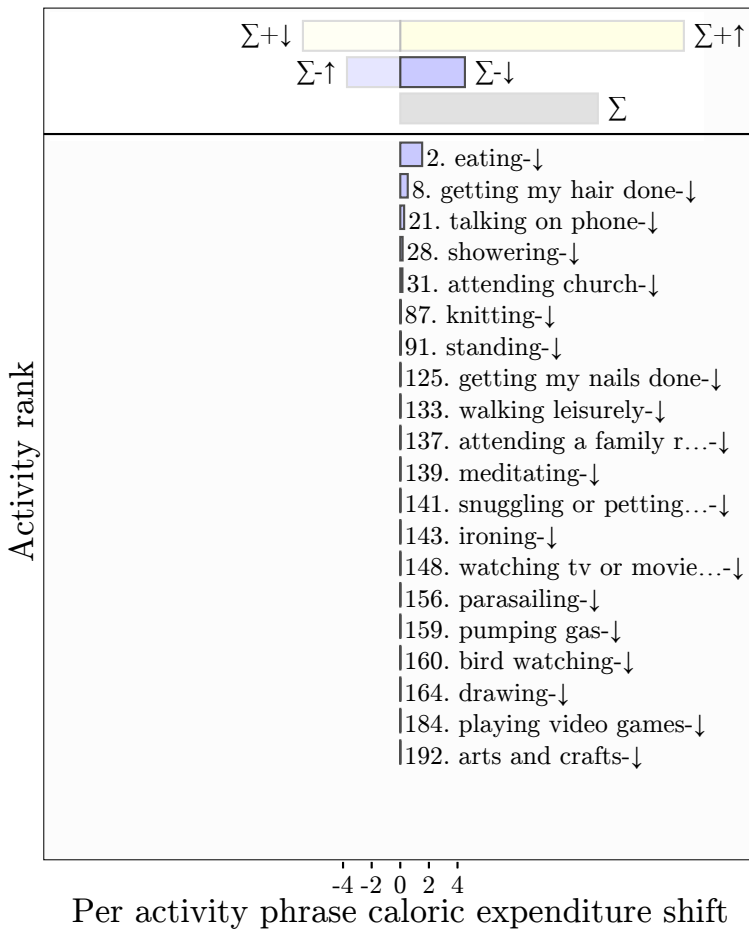 Σ+↓ Σ+↑
Σ-↑ Σ-↓
Σ
2. eating-↓
8. getting my hair done-↓
21. talking on phone-↓
28. showering-↓
31. attending church-↓
87. knitting-↓
91. standing-↓
125. getting my nails done-↓
133. walking leisurely-↓
137. attending a family r…-↓
139. meditating-↓
141. snuggling or petting…-↓
143. ironing-↓
148. watching tv or movie…-↓
156. parasailing-↓
159. pumping gas-↓
160. bird watching-↓
164. drawing-↓
184. playing video games-↓
192. arts and crafts-↓
Activity rank
-4 -2 0 2 4
Per activity phrase caloric expenditure shift